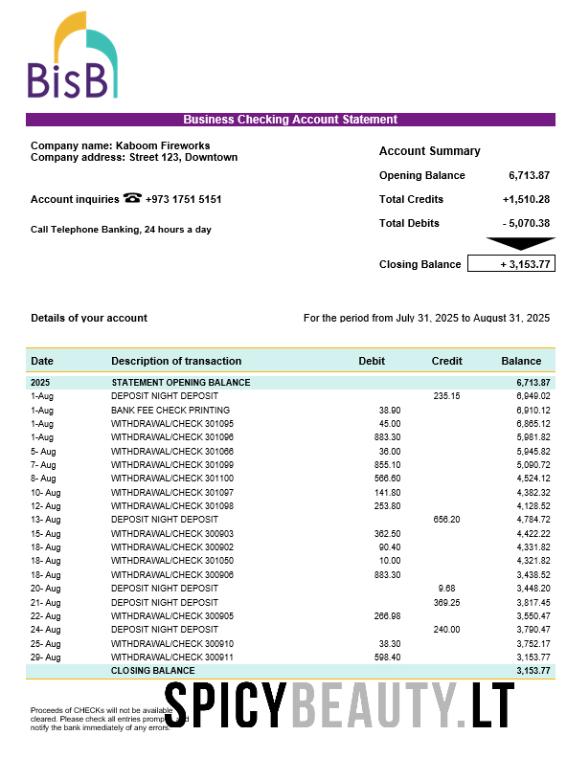 BisB
Business Checking Account Statement
Company name: Kaboom Fireworks
Company address: Street 123, Downtown
Account inquiries ☎ +973 1751 5151
Call Telephone Banking, 24 hours a day
Account Summary
Opening Balance 6,713.87
Total Credits +1,510.28
Total Debits - 5,070.38
Closing Balance + 3,153.77
Details of your account For the period from July 31, 2025 to August 31, 2025
Date Description of transaction Debit Credit Balance
2025 STATEMENT OPENING BALANCE 6,713.87
1-Aug DEPOSIT NIGHT DEPOSIT 235.15 6,949.02
1-Aug BANK FEE CHECK PRINTING 38.90 6,910.12
1-Aug WITHDRAWAL/CHECK 301095 45.00 6,865.12
1-Aug WITHDRAWAL/CHECK 301096 883.30 5,981.82
5- Aug WITHDRAWAL/CHECK 301066 36.00 5,945.82
7- Aug WITHDRAWAL/CHECK 301099 855.10 5,090.72
8- Aug WITHDRAWAL/CHECK 301100 566.60 4,524.12
10- Aug WITHDRAWAL/CHECK 301097 141.80 4,382.32
12- Aug WITHDRAWAL/CHECK 301098 253.80 4,128.52
13- Aug DEPOSIT NIGHT DEPOSIT 656.20 4,784.72
15- Aug WITHDRAWAL/CHECK 300903 362.50 4,422.22
18- Aug WITHDRAWAL/CHECK 300902 90.40 4,331.82
18- Aug WITHDRAWAL/CHECK 301050 10.00 4,321.82
18- Aug WITHDRAWAL/CHECK 300906 883.30 3,438.52
20- Aug DEPOSIT NIGHT DEPOSIT 9.68 3,448.20
21- Aug DEPOSIT NIGHT DEPOSIT 369.25 3,817.45
22- Aug WITHDRAWAL/CHECK 300905 266.98 3,550.47
24- Aug DEPOSIT NIGHT DEPOSIT 240.00 3,790.47
25- Aug WITHDRAWAL/CHECK 300910 38.30 3,752.17
29- Aug WITHDRAWAL/CHECK 300911 598.40 3,153.77
CLOSING BALANCE 3,153.77
Proceeds of CHECKs will not be available
cleared. Please check all entries and
notify the bank immediately of any errors.
SPICYBEAUTY.LT